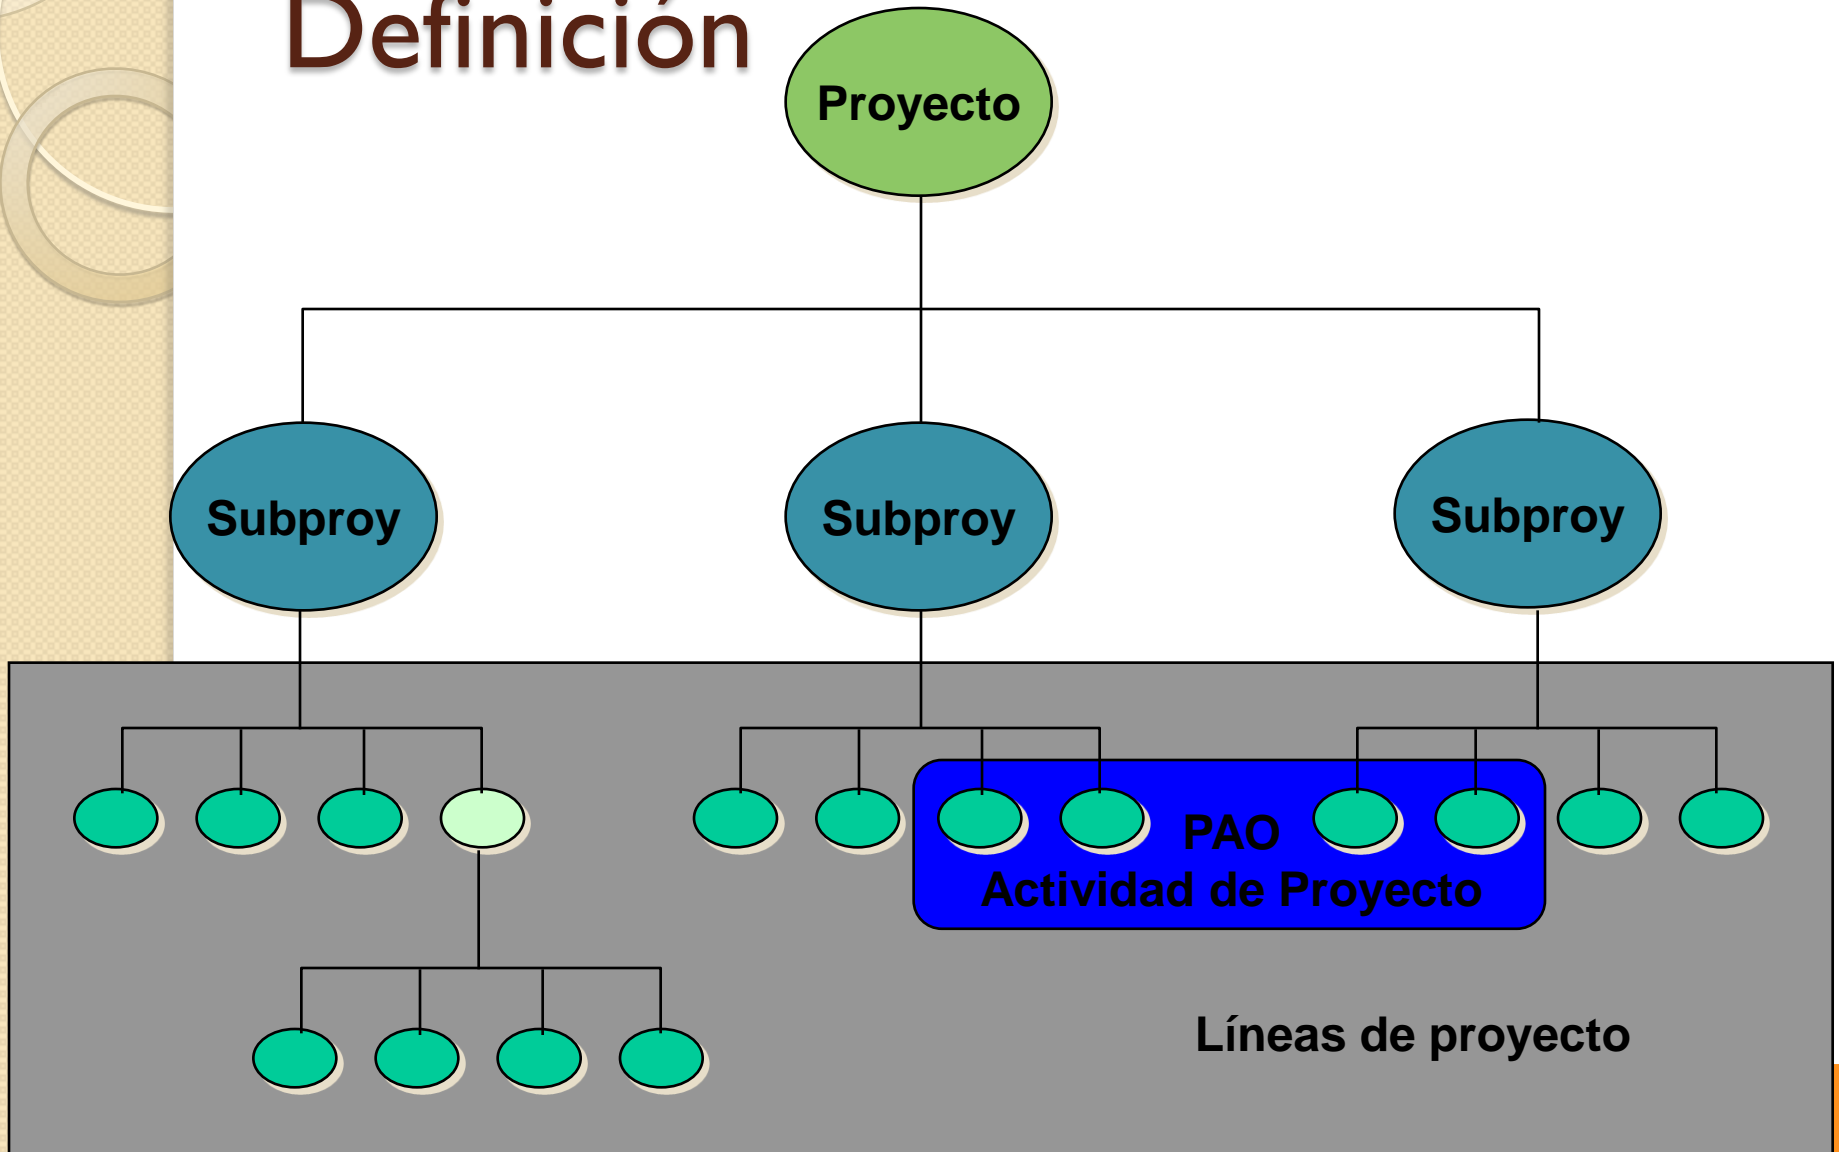 Definición
Proyecto
Subproy
Subproy
Subproy
PAO
Actividad de Proyecto
Líneas de proyecto